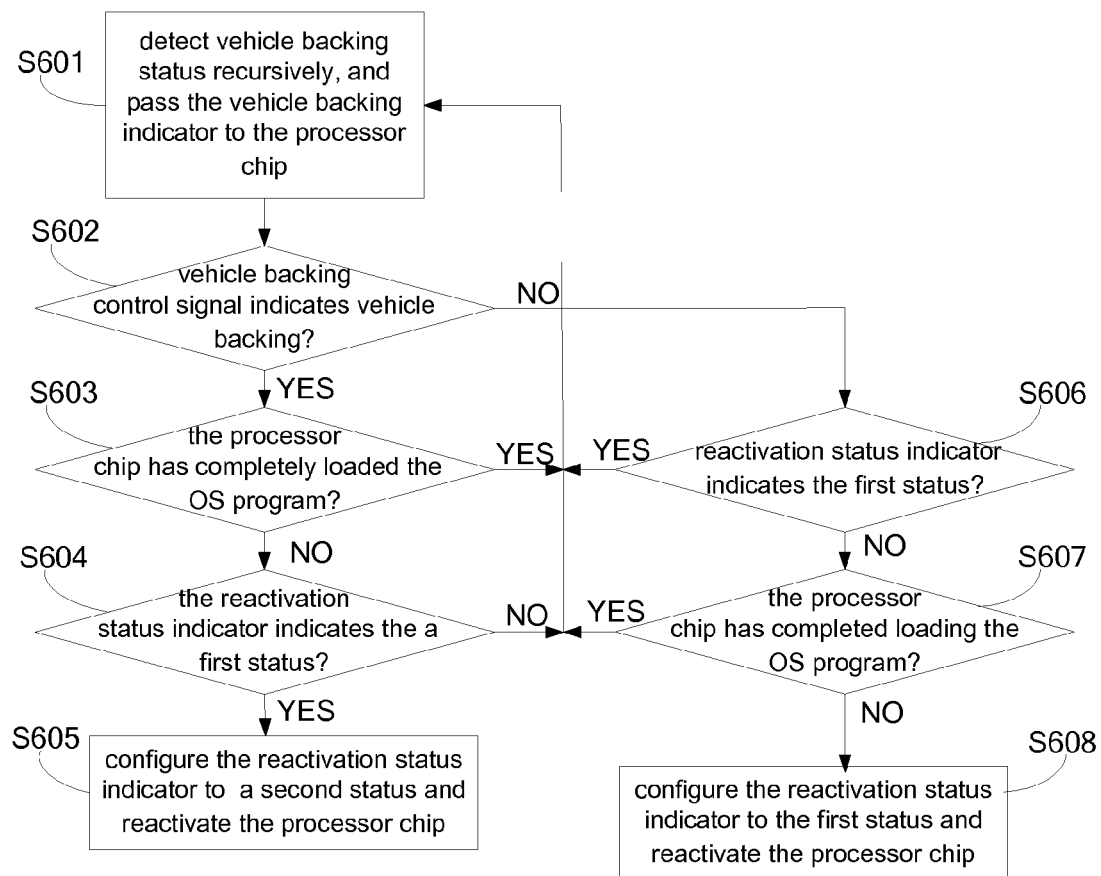 S601
detect vehicle backing
status recursively, and
pass the vehicle backing
indicator to the processor
chip
S602
vehicle backing
control signal indicates vehicle
backing?
NO
YES
S603
the processor
chip has completely loaded the
OS program?
YES
NO
S606
reactivation status indicator
indicates the first status?
YES
NO
S604
the reactivation
status indicator indicates the a
first status?
NO
YES
S607
the processor
chip has completed loading the
OS program?
YES
NO
S605
configure the reactivation status
indicator to a second status and
reactivate the processor chip
S608
configure the reactivation status
indicator to the first status and
reactivate the processor chip